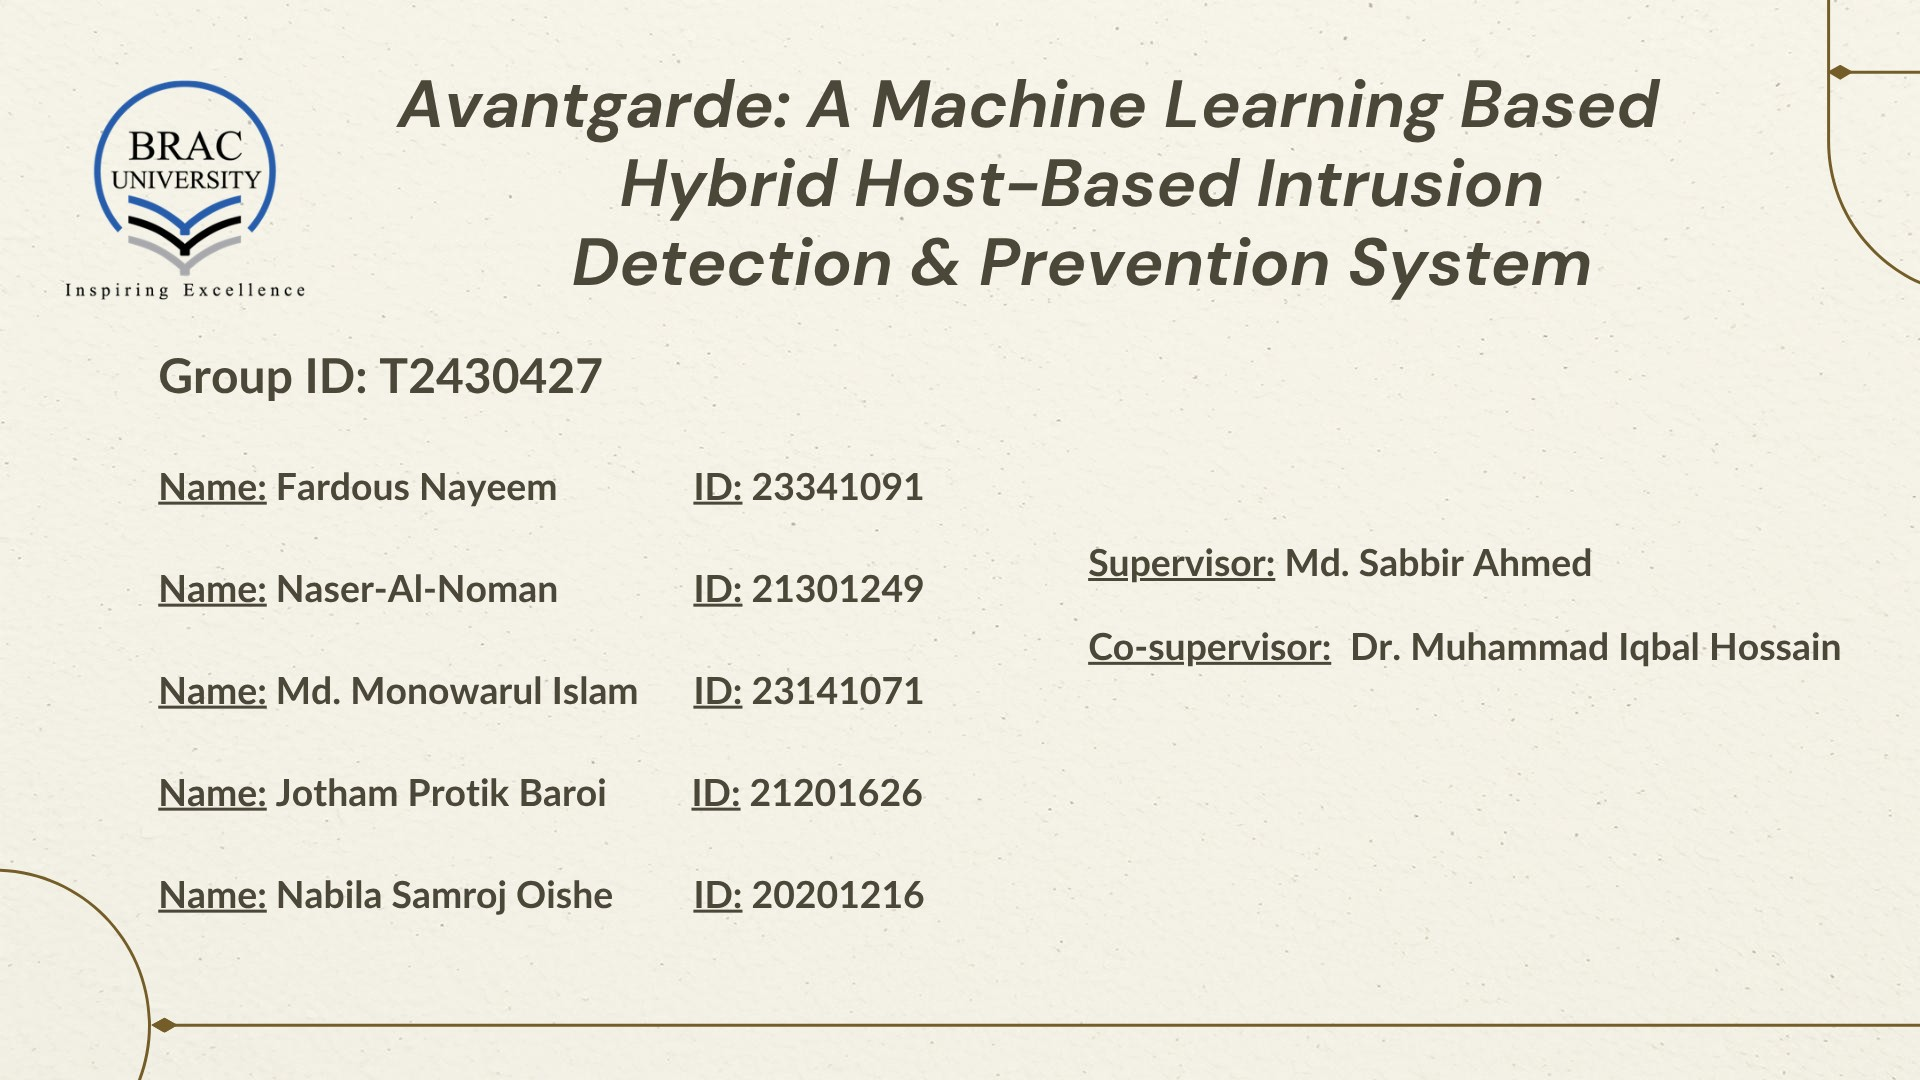 BRAC
UNIVERSITY
Inspiring Excellence
Avantgarde: A Machine Learning Based
Hybrid Host-Based Intrusion
Detection & Prevention System
Group ID: T2430427
Name: Fardous Nayeem ID: 23341091
Name: Naser-Al-Noman ID: 21301249
Name: Md. Monowarul Islam ID: 23141071
Name: Jotham Protik Baroi ID: 21201626
Name: Nabila Samroj Oishe ID: 20201216
Supervisor: Md. Sabbir Ahmed
Co-supervisor: Dr. Muhammad Iqbal Hossain